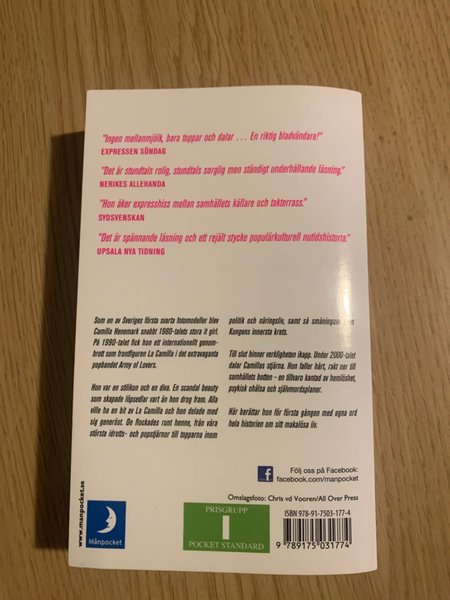 "Ingen mellanmjölk, bara toppar och dalar ... En riktig bladvändare!"
EXPRESSEN SÖNDAG
"Det är stundtals rolig, stundtals sorglig men ständigt underhållande läsning."
NERIKES ALLEHANDA
"Hon åker expresshiss mellan samhällets källare och takterrass."
SYDSVENSKAN
"Det är spännande läsning och ett rejält stycke populärkulturell nutidshistoria."
UPSALA NYA TIDNING
Som en av Sveriges första svarta fotomodeller blev
Camilla Henemark snabbt 1980-talets stora it girl.
På 1990-talet fick hon ett internationellt genom-
brott som frontfiguren La Camilla i det extravaganta
popbandet Army of Lovers.
Hon var en stilikon och en diva. En scandal beauty
som skapade löpsedlar vart än hon drog fram. Alla
ville ha en bit av La Camilla och hon delade med
sig generöst. De flockades runt henne, från våra
största idrotts- och popstjärnor till topparna inom
politik och näringsliv, samt så småningom
Kungens innersta krets.
Till slut hinner verkligheten ikapp. Under 2000-talet
dalar Camillas stjärna. Hon faller hårt, rakt ner till
samhällets botten – en tillvaro kantad av hemlöshet,
psykisk ohälsa och självmordsplaner.
Här berättar hon för första gången med egna ord
hela historien om sitt makalösa liv.
f
Följ oss på Facebook:
facebook.com/manpocket
Omslagsfoto: Chris vd Vooren/All Over Press
www.manpocket.se
Månpocket
PRISGRUPP
I
POCKET STANDARD
ISBN 978-91-7503-177-4
9 789175 031774